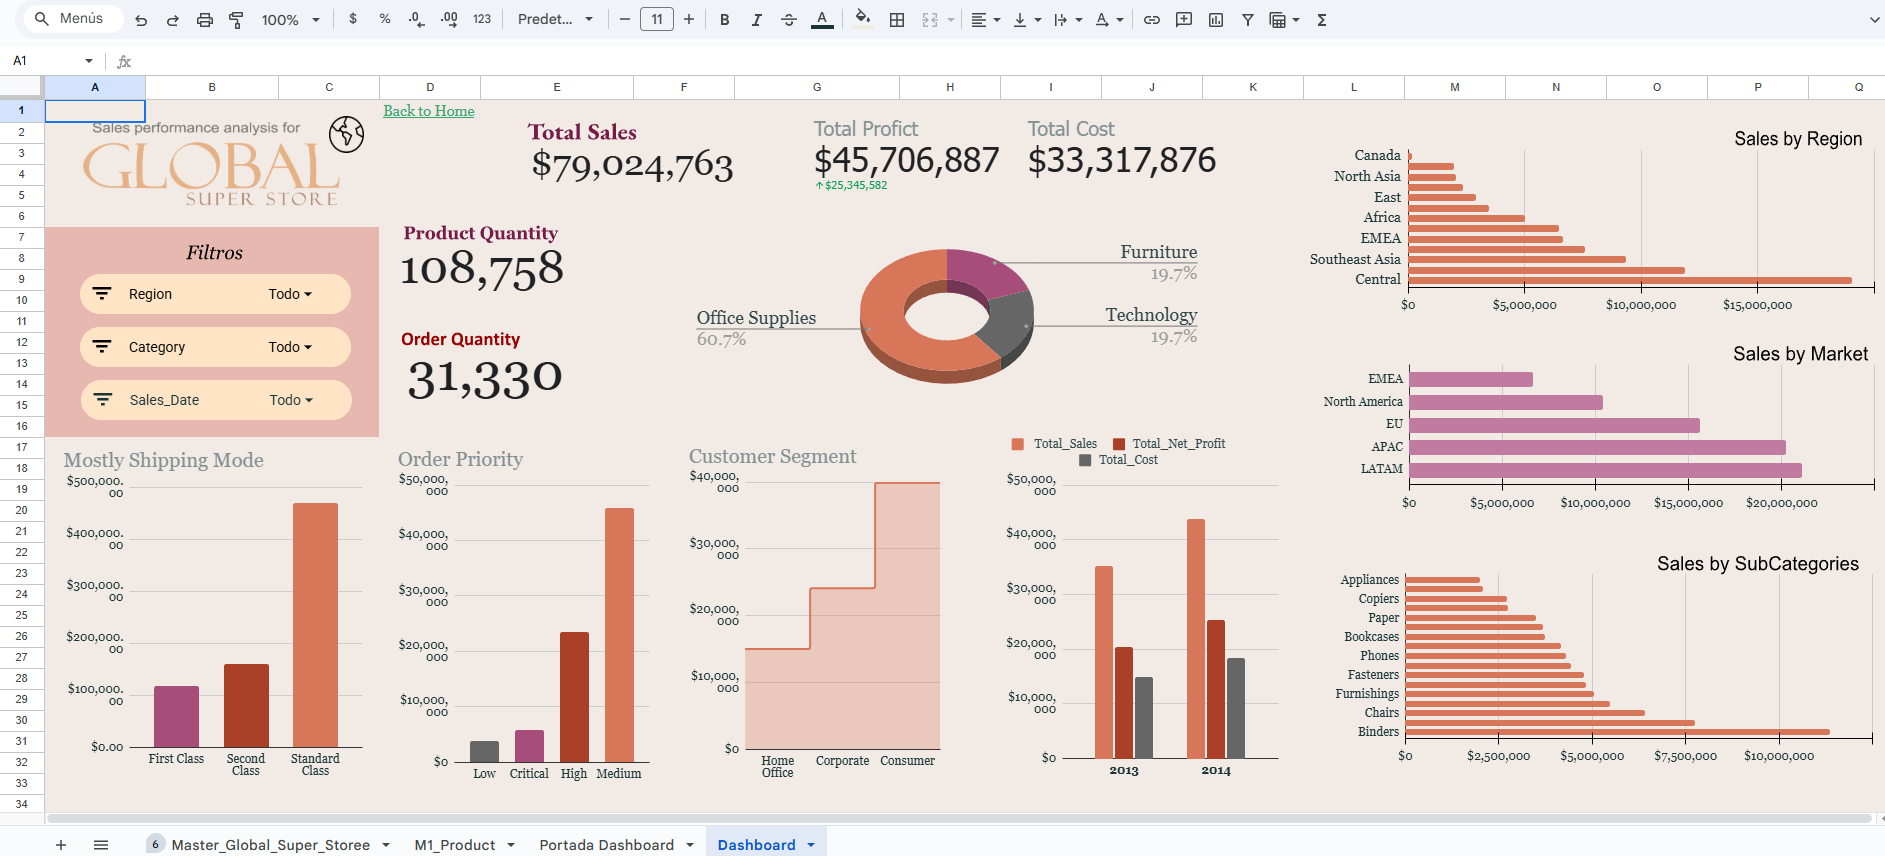 Menús
100%
$
%
.0
.00
123
Predet...
11
B
I
A
Σ
A1
fx
A B C D E F G H I J K L M N O P Q
1
2
3
4
5
6
7
8
9
10
11
12
13
14
15
16
17
18
19
20
21
22
23
24
25
26
27
28
29
30
31
32
33
34
Back to Home
Sales performance analysis for
GLOBAL
SUPER STORE
Total Sales
$79,024,763
Total Profict
$45,706,887
↑$25,345,582
Total Cost
$33,317,876
Filtros
Region Todo
Category Todo
Sales_Date Todo
Product Quantity
108,758
Order Quantity
31,330
Furniture
19.7%
Office Supplies
60.7%
Technology
19.7%
Sales by Region
Canada
North Asia
East
Africa
EMEA
Southeast Asia
Central
$0 $5,000,000 $10,000,000 $15,000,000
Sales by Market
EMEA
North America
EU
APAC
LATAM
$0 $5,000,000 $10,000,000 $15,000,000 $20,000,000
Sales by SubCategories
Appliances
Copiers
Paper
Bookcases
Phones
Fasteners
Furnishings
Chairs
Binders
$0 $2,500,000 $5,000,000 $7,500,000 $10,000,000
Mostly Shipping Mode
$500,000.
00
$400,000.
00
$300,000.
00
$200,000.
00
$100,000.
00
$0.00
First Class Second Standard
Class Class
Order Priority
$50,000,
000
$40,000,
000
$30,000,
000
$20,000,
000
$10,000,
000
$0
Low Critical High Medium
Customer Segment
$40,000,
000
$30,000,
000
$20,000,
000
$10,000,
000
$0
Home Corporate Consumer
Office
Total_Sales Total_Net_Profit
Total_Cost
$50,000,
000
$40,000,
000
$30,000,
000
$20,000,
000
$10,000,
000
$0
2013 2014
6 Master_Global_Super_Storee M1_Product Portada Dashboard Dashboard